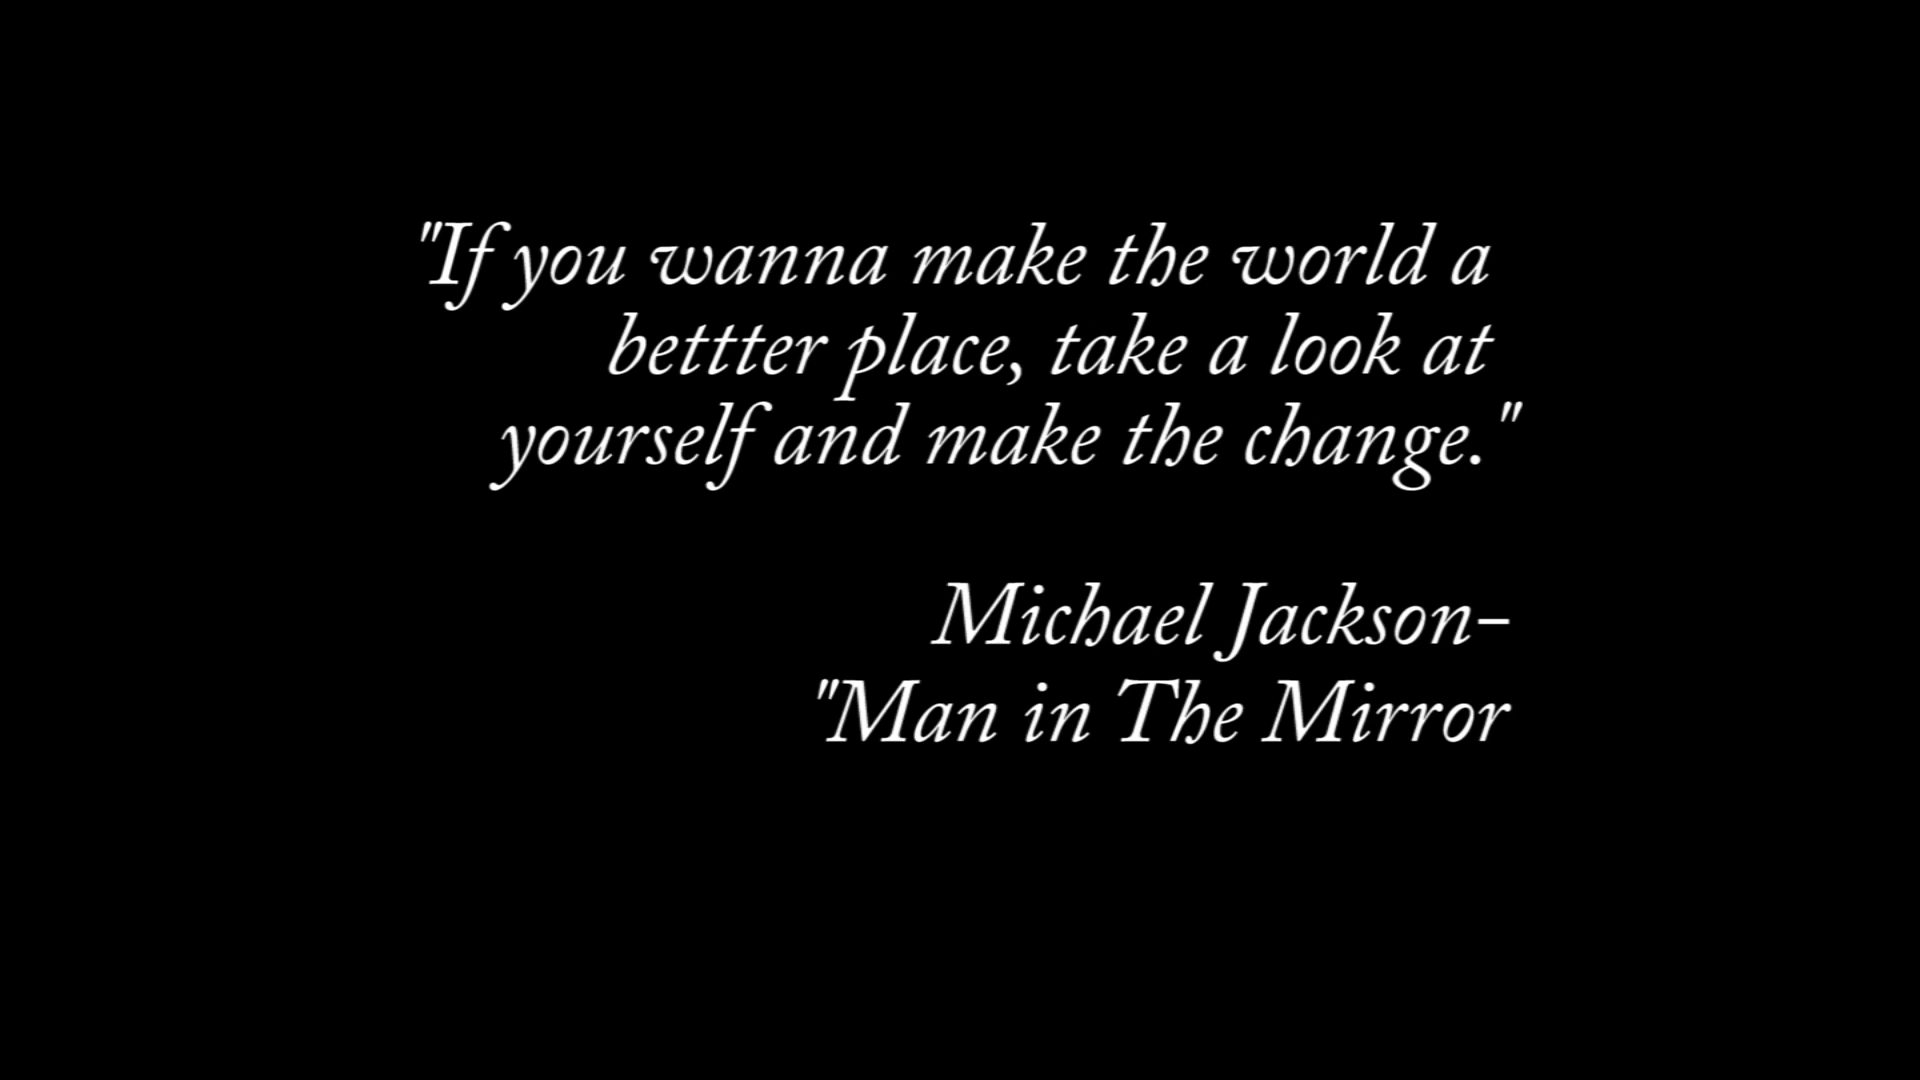 "If you wanna make the world a
bettter place, take a look at
yourself and make the change."
Michael Jackson-
"Man in The Mirror